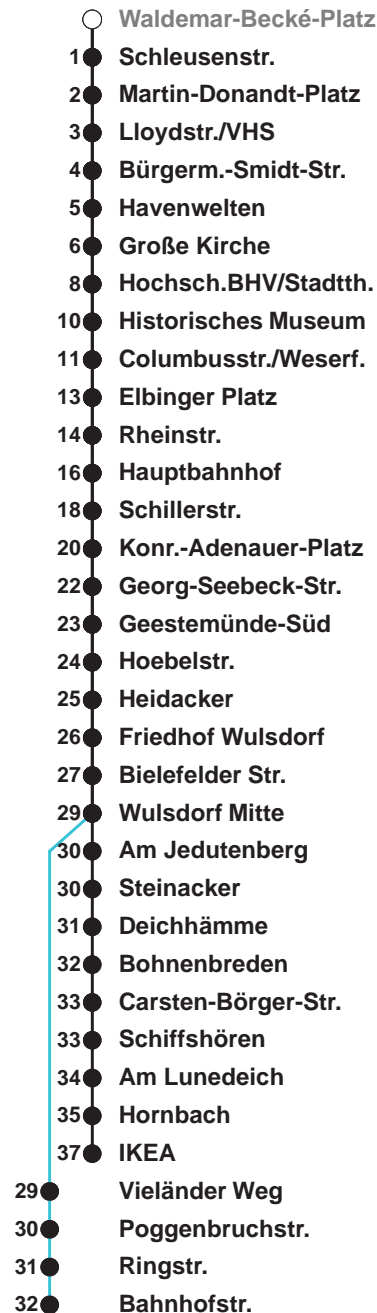 Waldemar-Becké-Platz
1 Schleusenstr.
2 Martin-Donandt-Platz
3 Lloydstr./VHS
4 Bürgerm.-Smidt-Str.
5 Havenwelten
6 Große Kirche
8 Hochsch.BHV/Stadtth.
10 Historisches Museum
11 Columbusstr./Weserf.
13 Elbinger Platz
14 Rheinstr.
16 Hauptbahnhof
18 Schillerstr.
20 Konr.-Adenauer-Platz
22 Georg-Seebeck-Str.
23 Geestemünde-Süd
24 Hoebelstr.
25 Heidacker
26 Friedhof Wulsdorf
27 Bielefelder Str.
29 Wulsdorf Mitte
30 Am Jedutenberg
30 Steinacker
31 Deichhämme
32 Bohnenbreden
33 Carsten-Börger-Str.
33 Schiffshören
34 Am Lunedeich
35 Hornbach
37 IKEA
29 Vieländer Weg
30 Poggenbruchstr.
31 Ringstr.
32 Bahnhofstr.